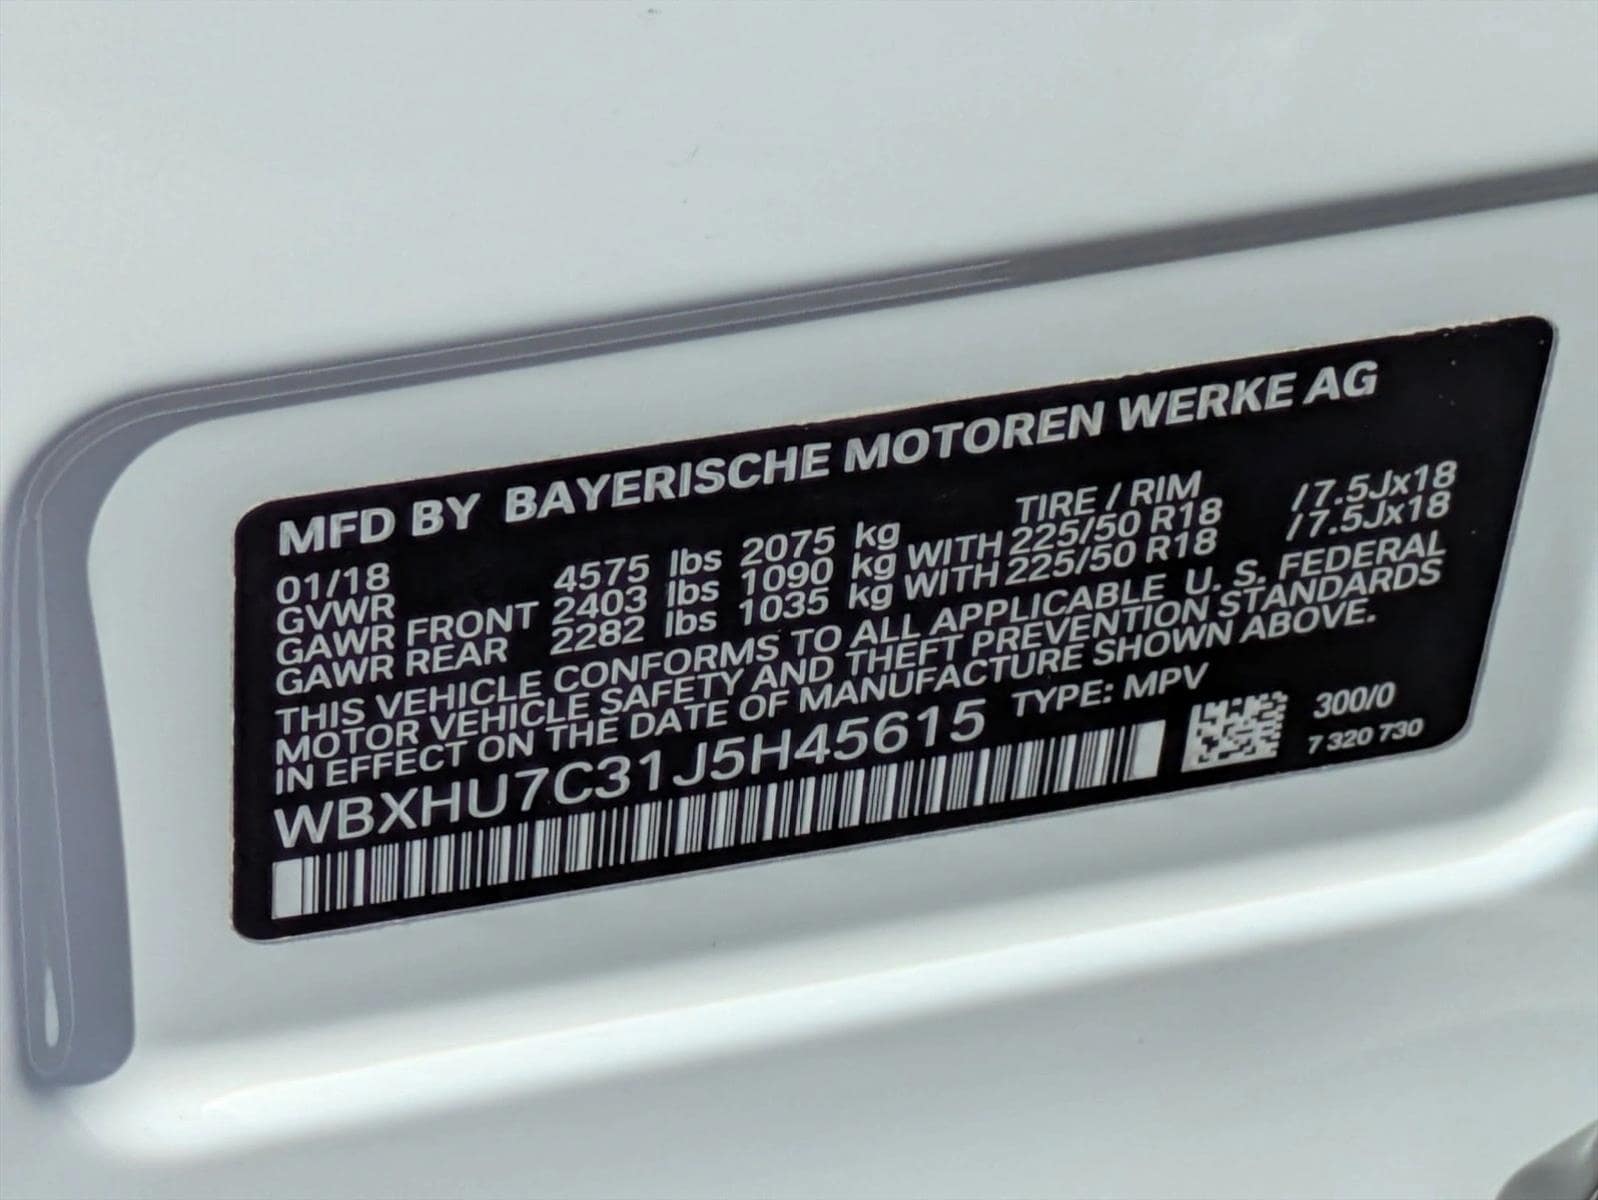 MFD BY BAYERISCHE MOTOREN WERKE AG
01/18 TIRE / RIM
GVWR 4575 lbs 2075 kg
GAWR FRONT 2403 lbs 1090 kg WITH 225/50 R18 /7.5Jx18
GAWR REAR 2282 lbs 1035 kg WITH 225/50 R18 /7.5Jx18
THIS VEHICLE CONFORMS TO ALL APPLICABLE U. S. FEDERAL
MOTOR VEHICLE SAFETY AND THEFT PREVENTION STANDARDS
IN EFFECT ON THE DATE OF MANUFACTURE SHOWN ABOVE.
WBXHU7C31J5H45615 TYPE: MPV
300/0
7 320 730